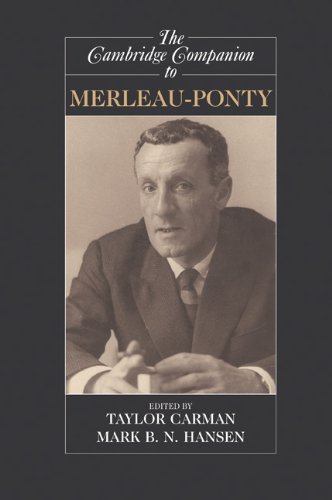 The
Cambridge Companion
to
MERLEAU-PONTY
EDITED BY
TAYLOR CARMAN
MARK B. N. HANSEN